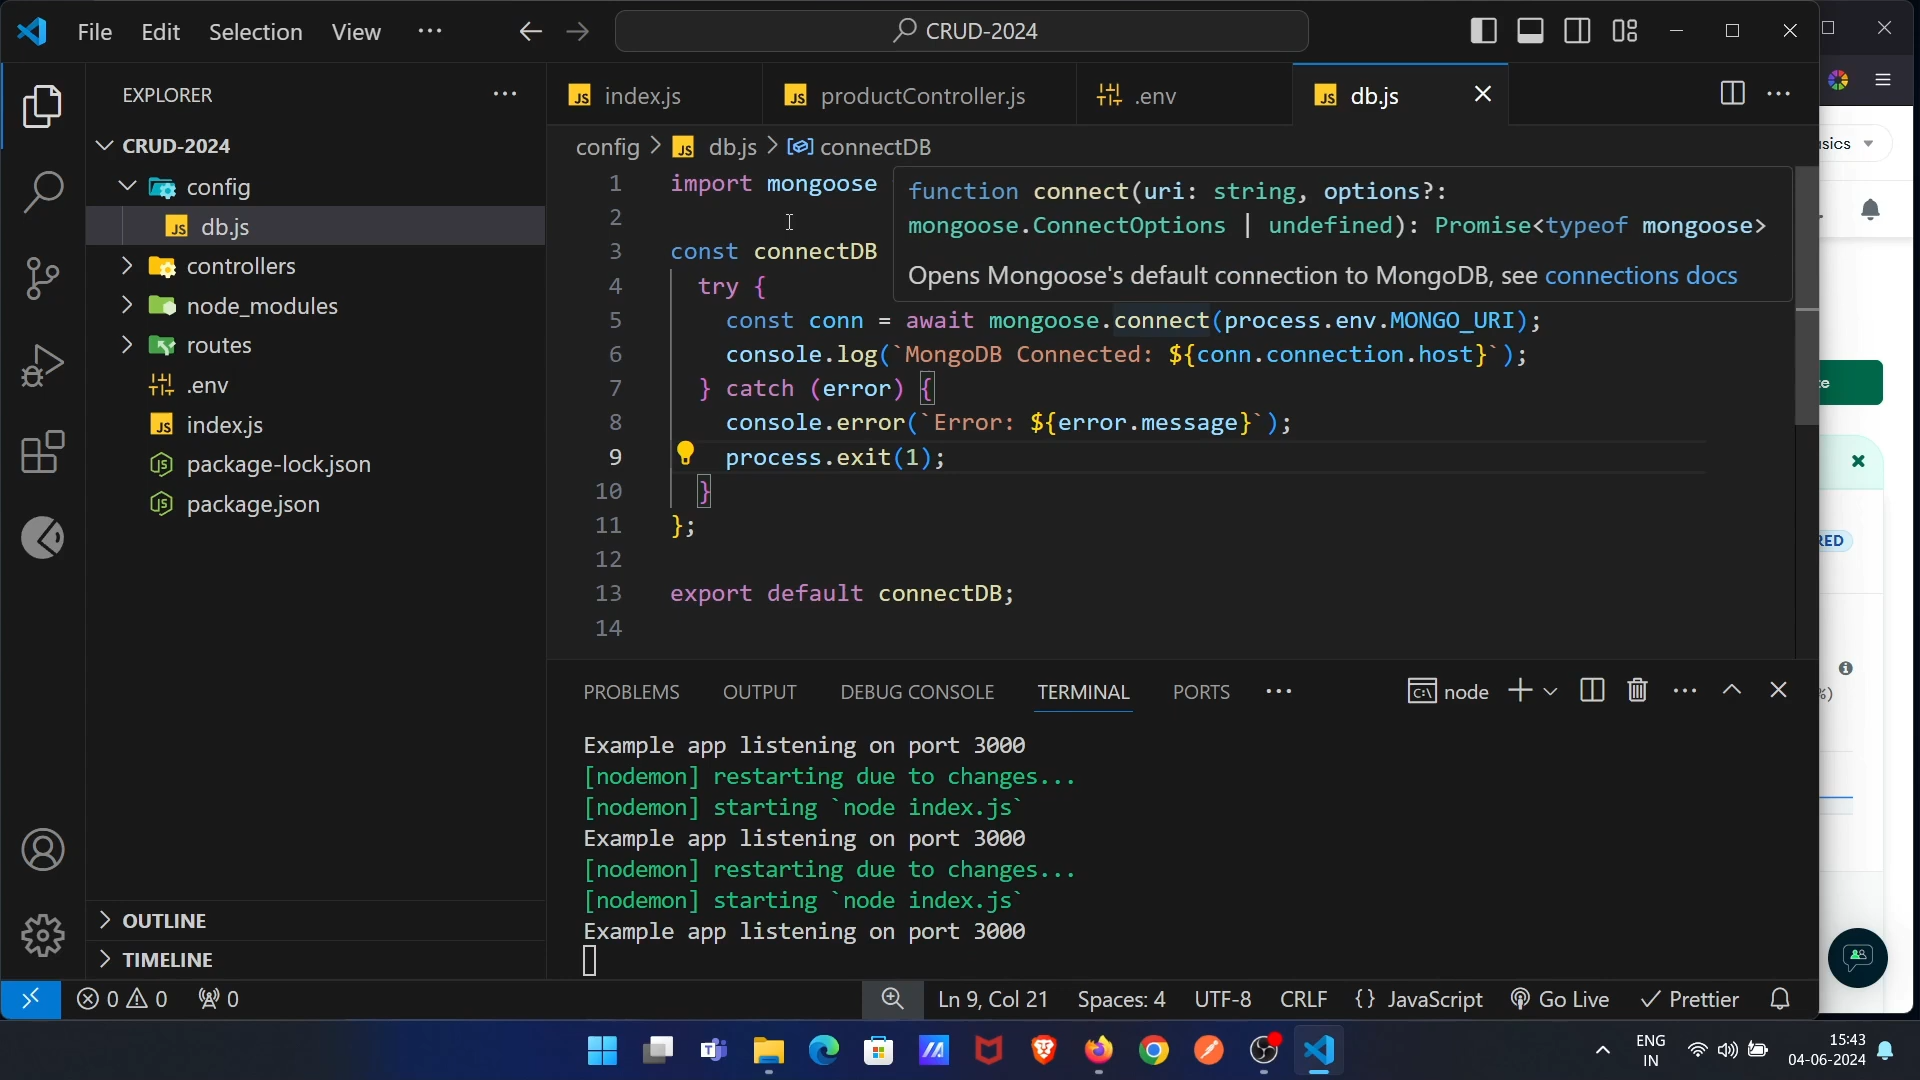 File Edit Selection View ···
CRUD-2024
EXPLORER
CRUD-2024
config
db.js
controllers
node_modules
routes
.env
index.js
package-lock.json
package.json
OUTLINE
TIMELINE
index.js productController.js .env db.js
config > db.js > connectDB
1 import mongoose
2
3 const connectDB
4 try {
5 const conn = await mongoose.connect(process.env.MONGO_URI);
6 console.log(`MongoDB Connected: ${conn.connection.host}`);
7 } catch (error) {
8 console.error(`Error: ${error.message}`);
9 process.exit(1);
10 }
11 };
12
13 export default connectDB;
14
function connect(uri: string, options?:
mongoose.ConnectOptions | undefined): Promise<typeof mongoose>
Opens Mongoose's default connection to MongoDB, see connections docs
PROBLEMS OUTPUT DEBUG CONSOLE TERMINAL PORTS ··· node
Example app listening on port 3000
[nodemon] restarting due to changes...
[nodemon] starting `node index.js`
Example app listening on port 3000
[nodemon] restarting due to changes...
[nodemon] starting `node index.js`
Example app listening on port 3000
0 0 0 Ln 9, Col 21 Spaces: 4 UTF-8 CRLF {} JavaScript Go Live Prettier
ENG
IN
15:43
04-06-2024